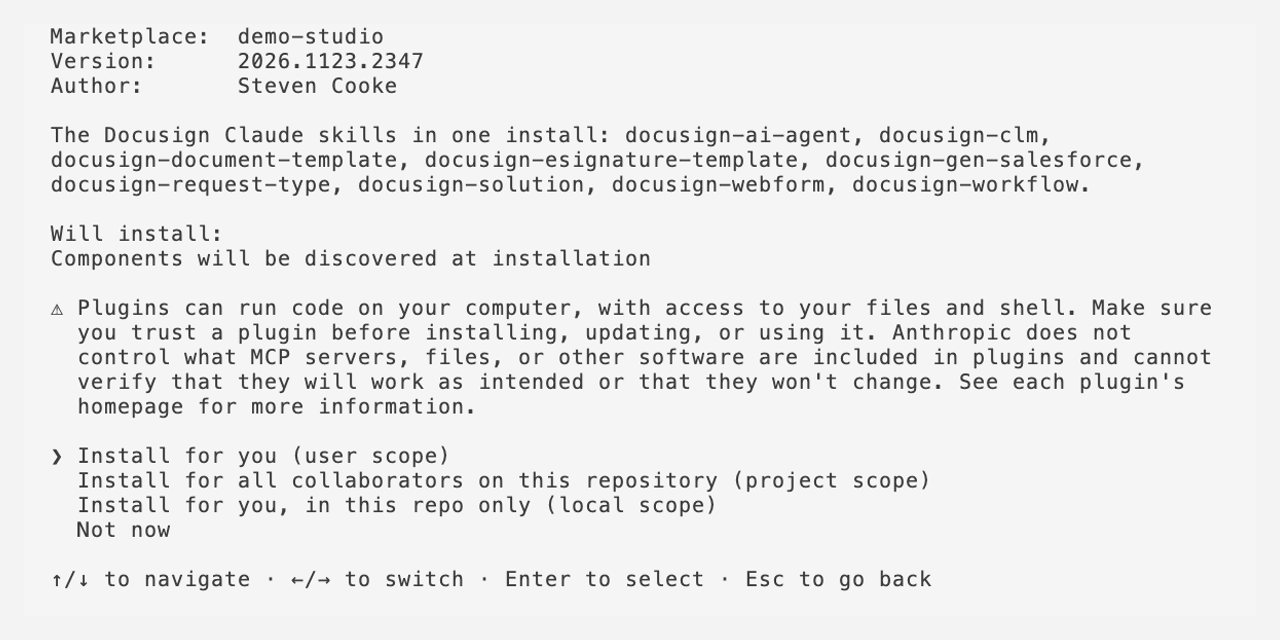 Marketplace:  demo-studio
Version:      2026.1123.2347
Author:       Steven Cooke
The Docusign Claude skills in one install: docusign-ai-agent, docusign-clm,
docusign-document-template, docusign-esignature-template, docusign-gen-salesforce,
docusign-request-type, docusign-solution, docusign-webform, docusign-workflow.
Will install:
Components will be discovered at installation
⚠ Plugins can run code on your computer, with access to your files and shell. Make sure
you trust a plugin before installing, updating, or using it. Anthropic does not
control what MCP servers, files, or other software are included in plugins and cannot
verify that they will work as intended or that they won't change. See each plugin's
homepage for more information.
❯ Install for you (user scope)
Install for all collaborators on this repository (project scope)
Install for you, in this repo only (local scope)
Not now
↑/↓ to navigate · ←/→ to switch · Enter to select · Esc to go back